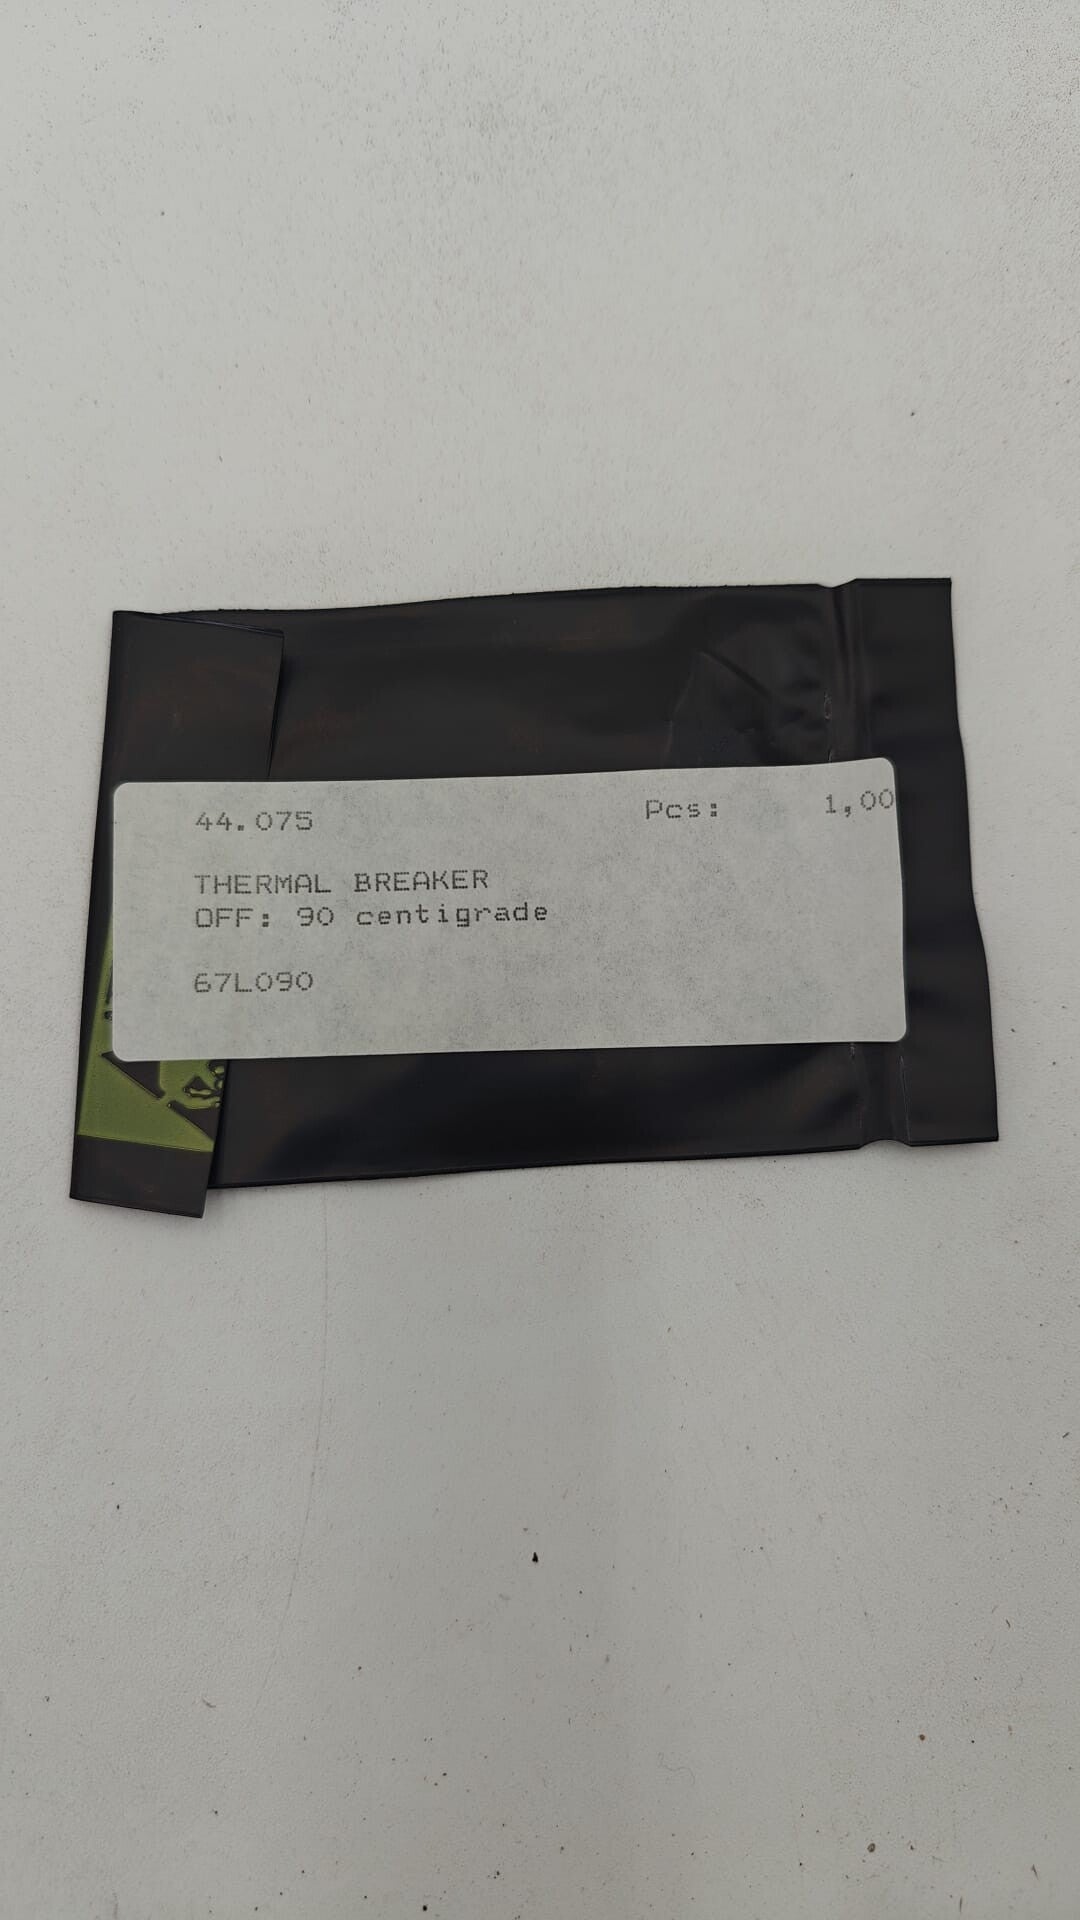 44.075 Pcs: 1,00
THERMAL BREAKER
OFF: 90 centigrade
67L090